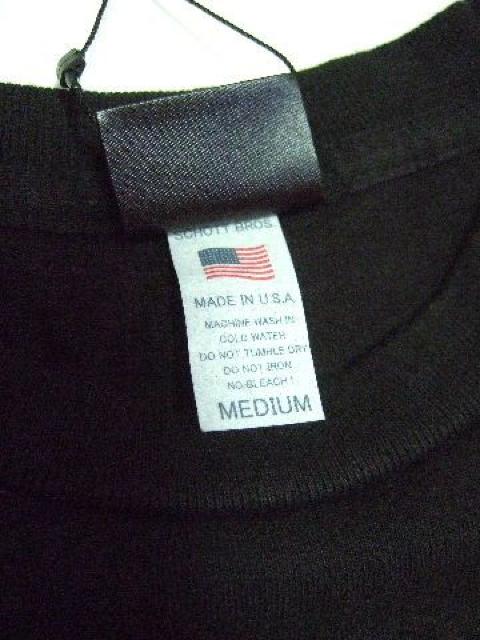 SCHOTT BROS.
MADE IN U.S.A
MACHINE WASH IN
COLD WATER
DO NOT TUMBLE DRY
DO NOT IRON
NO BLEACH!
MEDIUM